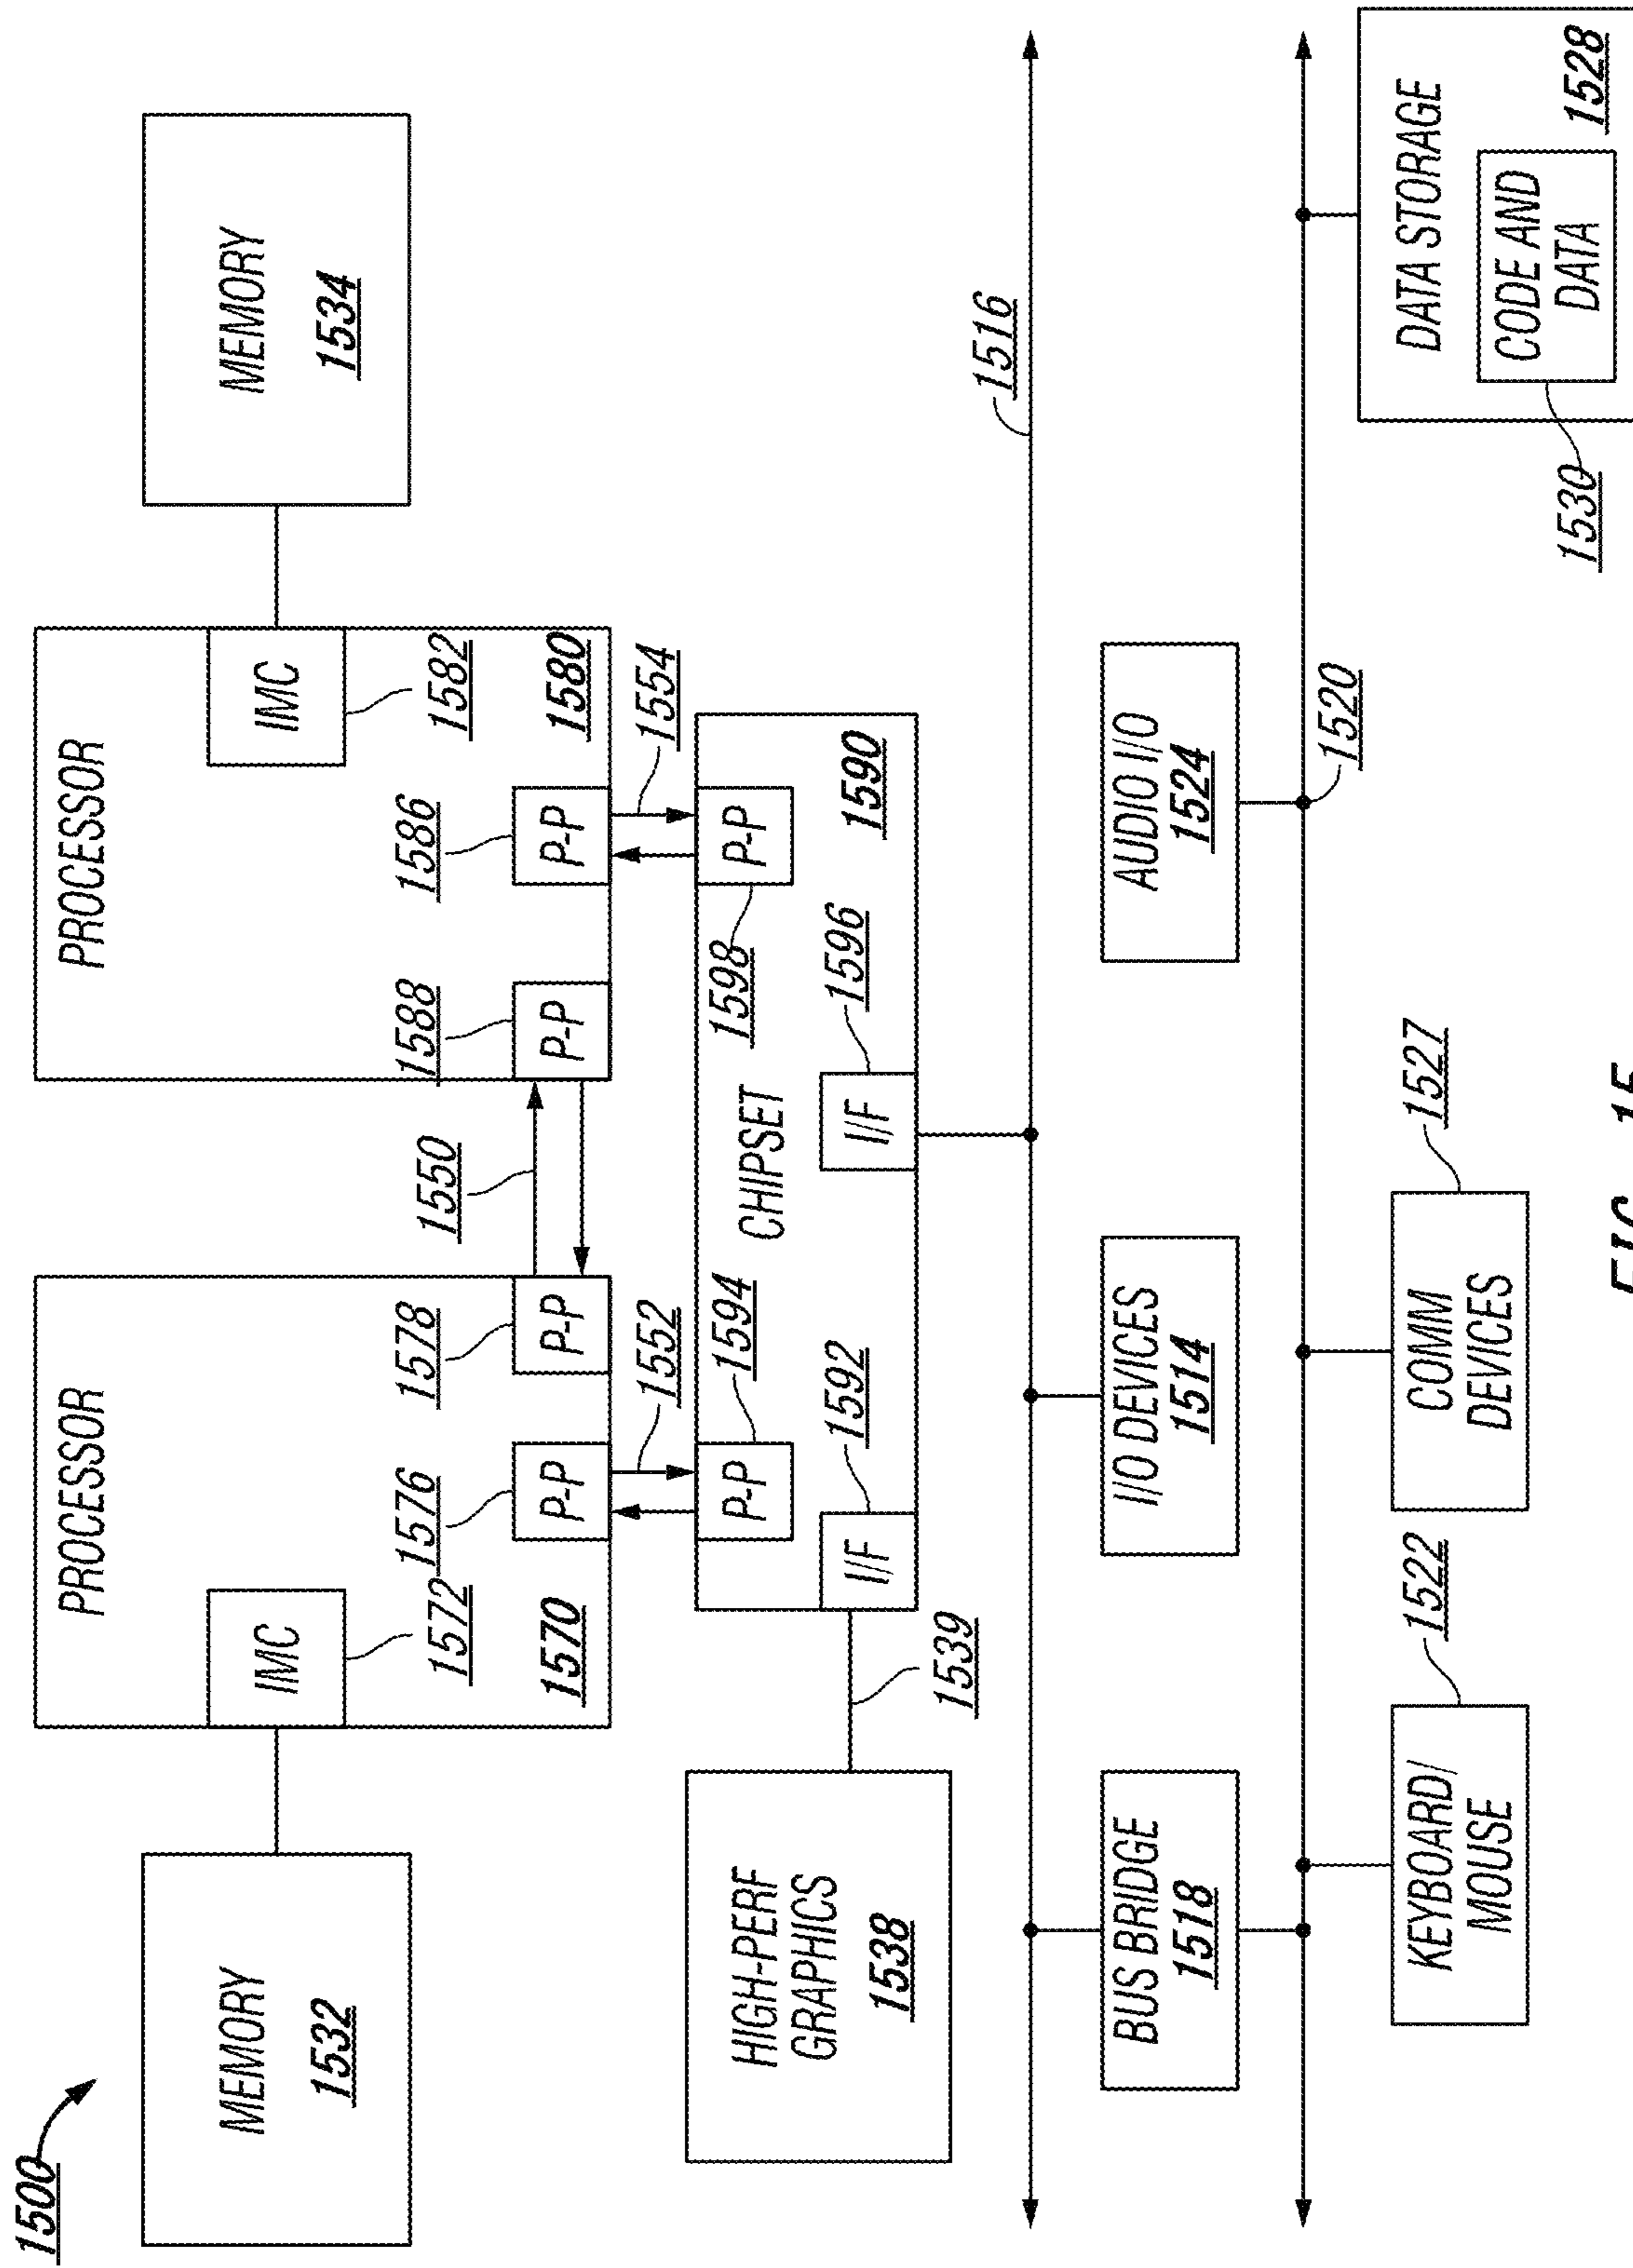 1500
MEMORY
1532
PROCESSOR
IMC
1572
1570
1576
P-P
1578
P-P
1550
PROCESSOR
1588
P-P
1586
P-P
IMC
1582
1580
MEMORY
1534
1552
1554
HIGH-PERF
GRAPHICS
1538
1539
P-P
1594
I/F
1592
CHIPSET
I/F
1596
P-P
1598
1590
1516
BUS BRIDGE
1518
I/O DEVICES
1514
AUDIO I/O
1524
1520
KEYBOARD/
MOUSE
1522
COMM
DEVICES
1527
DATA STORAGE
CODE AND
DATA
1530
1528
FIG. 15